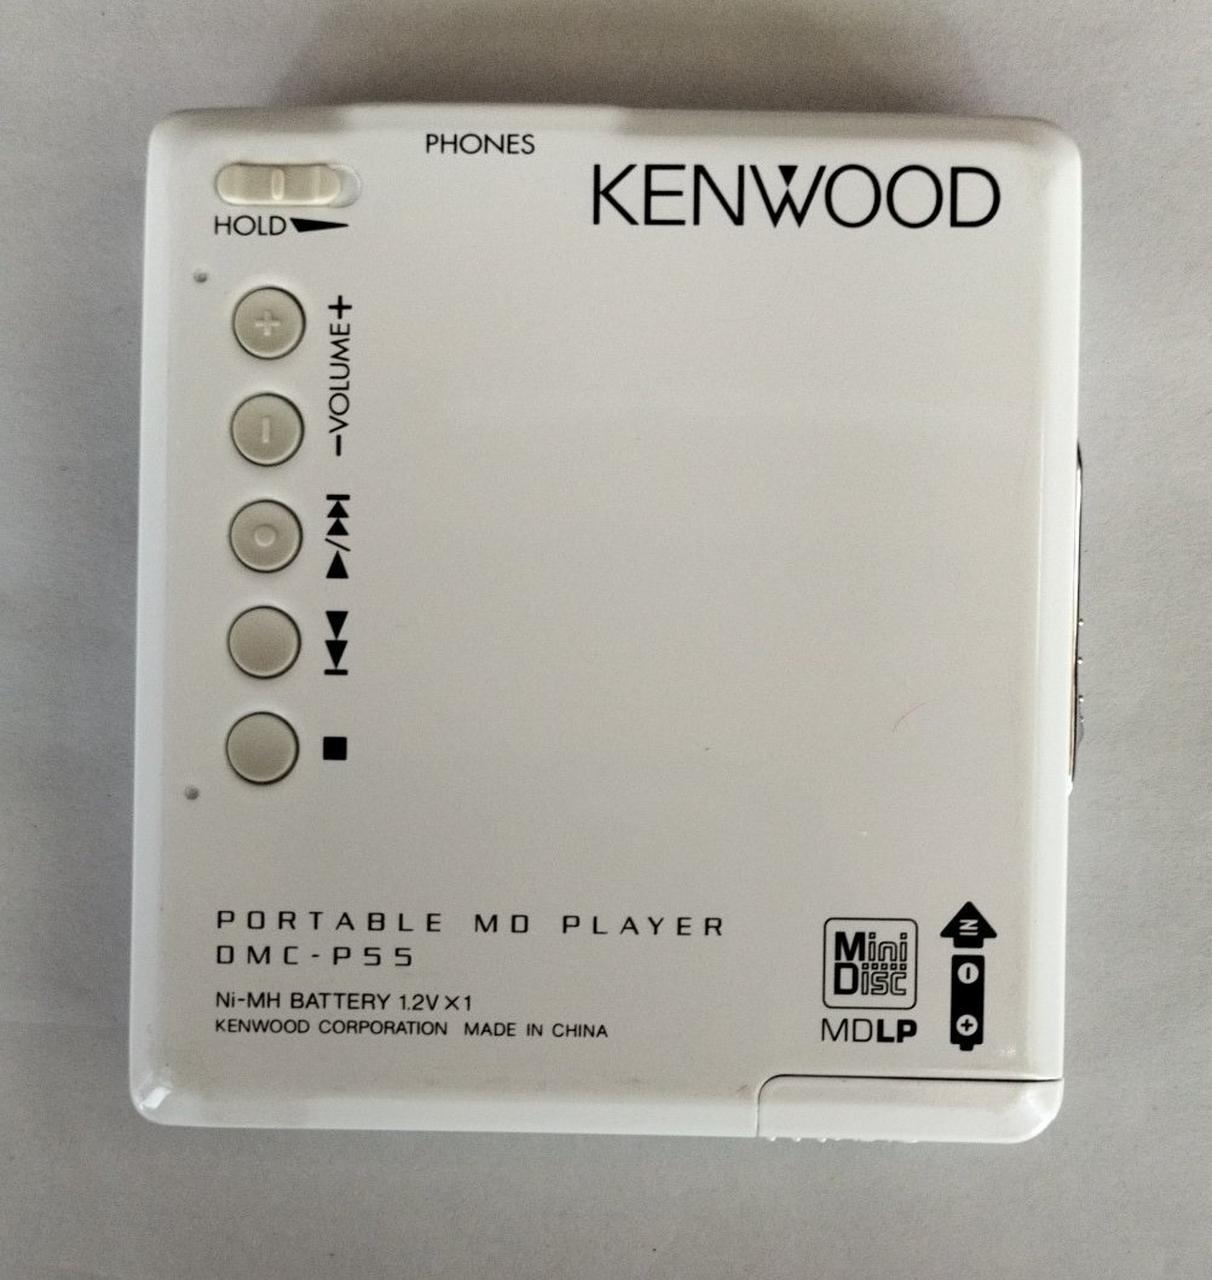 PHONES
KENWOOD
HOLD
−VOLUME+
PORTABLE MD PLAYER
DMC-P55
Ni-MH BATTERY 1.2V×1
KENWOOD CORPORATION MADE IN CHINA
Mini
Disc
MDLP
IN